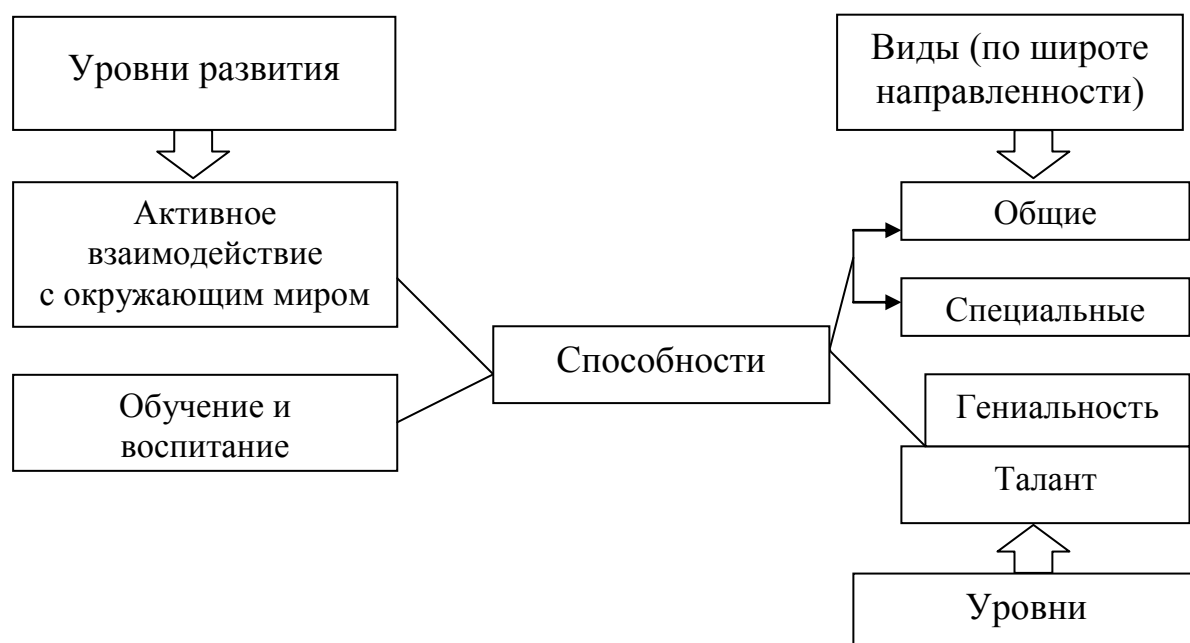 Уровни развития
Виды (по широте
направленности)
Активное
взаимодействие
с окружающим миром
Общие
Специальные
Способности
Обучение и
воспитание
Гениальность
Талант
Уровни